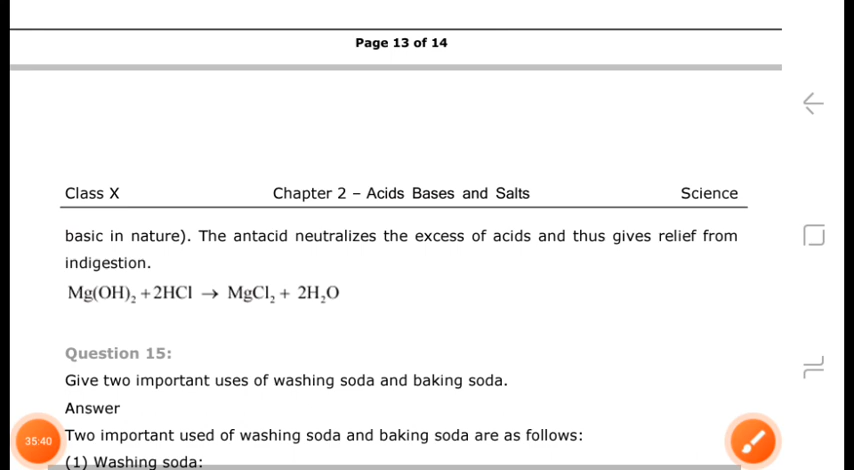 Page 13 of 14
Class X Chapter 2 – Acids Bases and Salts Science
basic in nature). The antacid neutralizes the excess of acids and thus gives relief from
indigestion.
Mg(OH)₂ +2HCl → MgCl₂ + 2H₂O
Question 15:
Give two important uses of washing soda and baking soda.
Answer
Two important used of washing soda and baking soda are as follows:
35:40
(1) Washing soda: